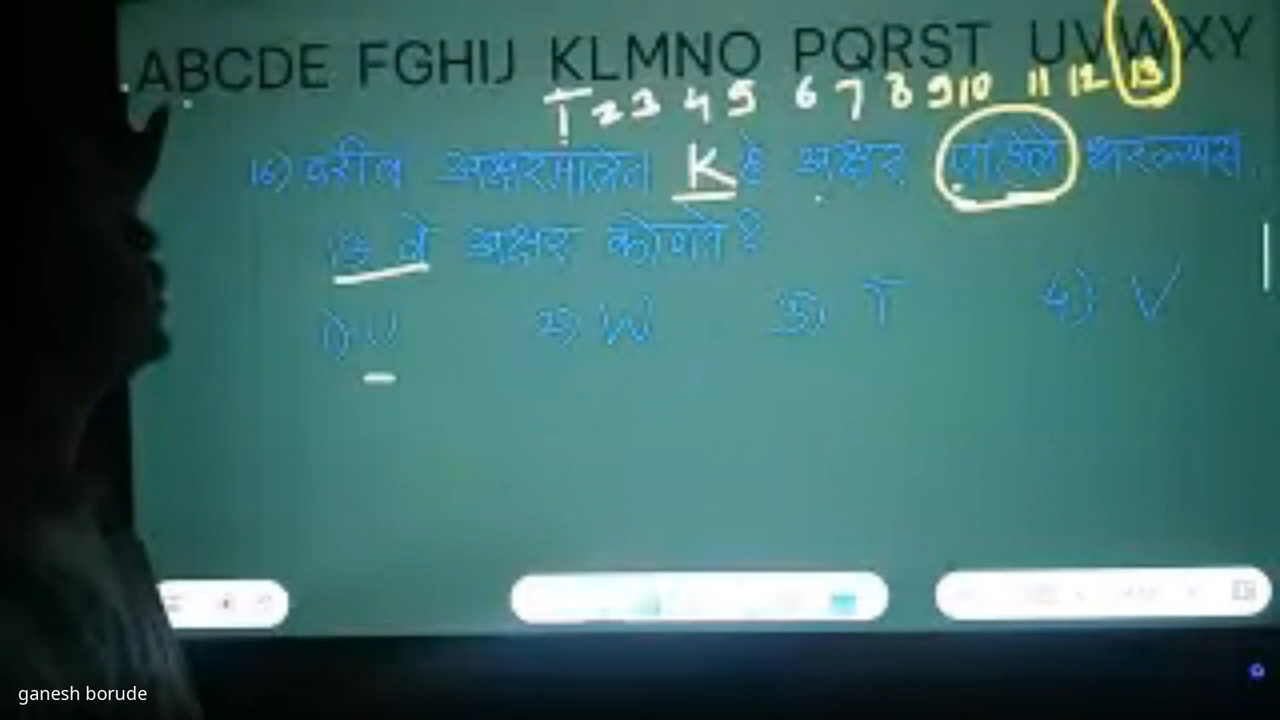 ABCDE FGHIJ KLMNO PQRST UVWXY
1 2 3 4 5 6 7 8 9 10 11 12 13
16) वरील अक्षरमालेत K हे अक्षर पहिले धरल्यास
13 वे अक्षर कोणते ?
1) U 2) W 3) T 4) V
ganesh borude